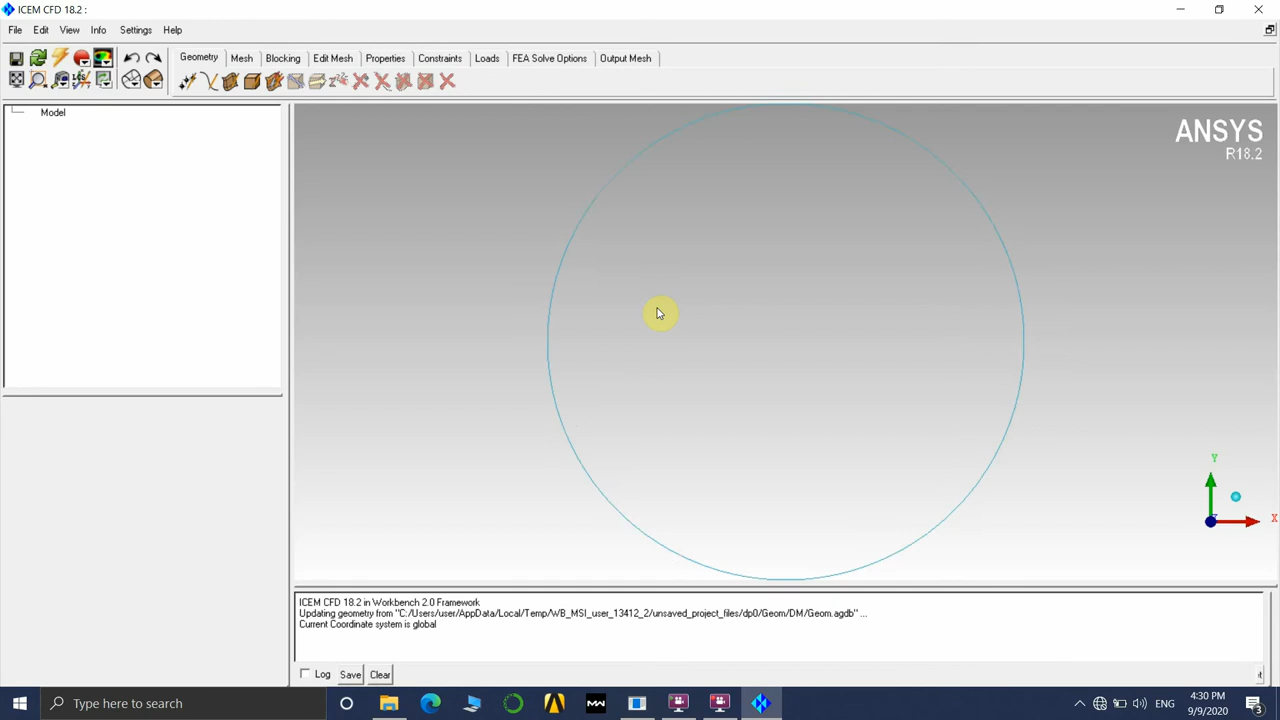 ICEM CFD 18.2 :
File Edit View Info Settings Help
Geometry Mesh Blocking Edit Mesh Properties Constraints Loads FEA Solve Options Output Mesh
Model
ANSYS
R18.2
Y
X
ICEM CFD 18.2 in Workbench 2.0 Framework
Updating geometry from "C:/Users/user/AppData/Local/Temp/WB_MSI_user_13412_2/unsaved_project_files/dp0/Geom/DM/Geom.agdb" ...
Current Coordinate system is global
Log Save Clear
Type here to search
ENG
4:30 PM
9/9/2020
3